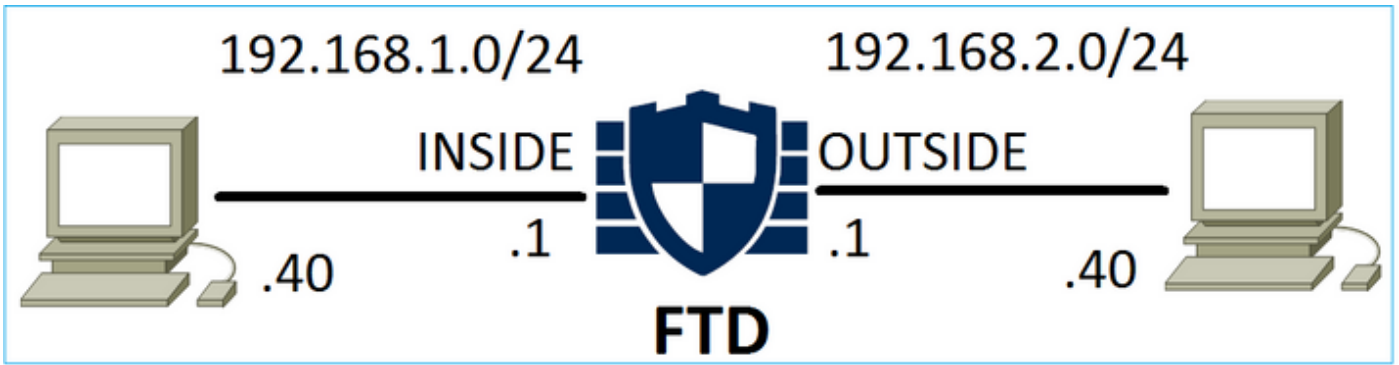 192.168.1.0/24
192.168.2.0/24
INSIDE
OUTSIDE
.40
.1
.1
.40
FTD